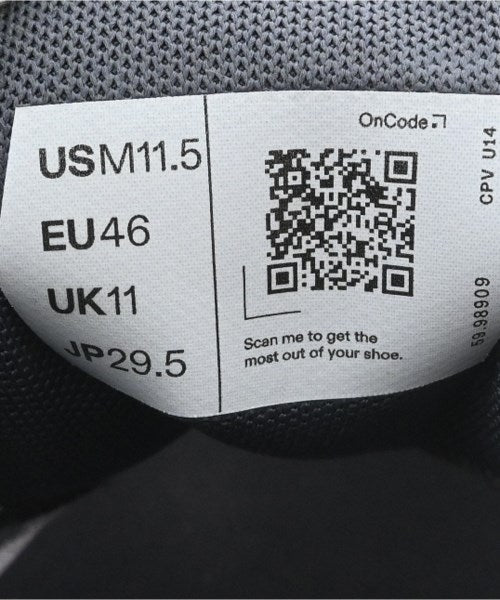 USM11.5
EU46
UK11
JP29.5
OnCode
Scan me to get the
most out of your shoe.
CPV U14
59.98909